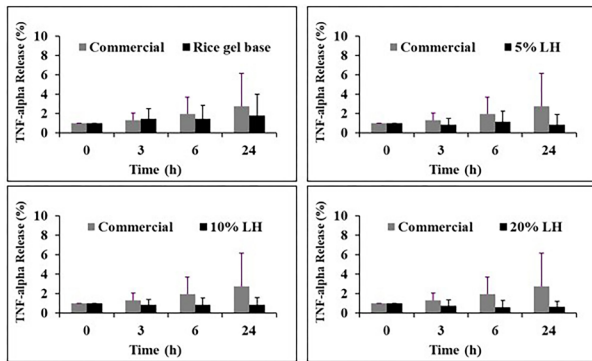 TNF-alpha Release (%)
10
8
6
4
2
0
Commercial Rice gel base
0 3 6 24
Time (h)
TNF-alpha Release (%)
10
8
6
4
2
0
Commercial 5% LH
0 3 6 24
Time (h)
TNF-alpha Release (%)
10
8
6
4
2
0
Commercial 10% LH
0 3 6 24
Time (h)
TNF-alpha Release (%)
10
8
6
4
2
0
Commercial 20% LH
0 3 6 24
Time (h)